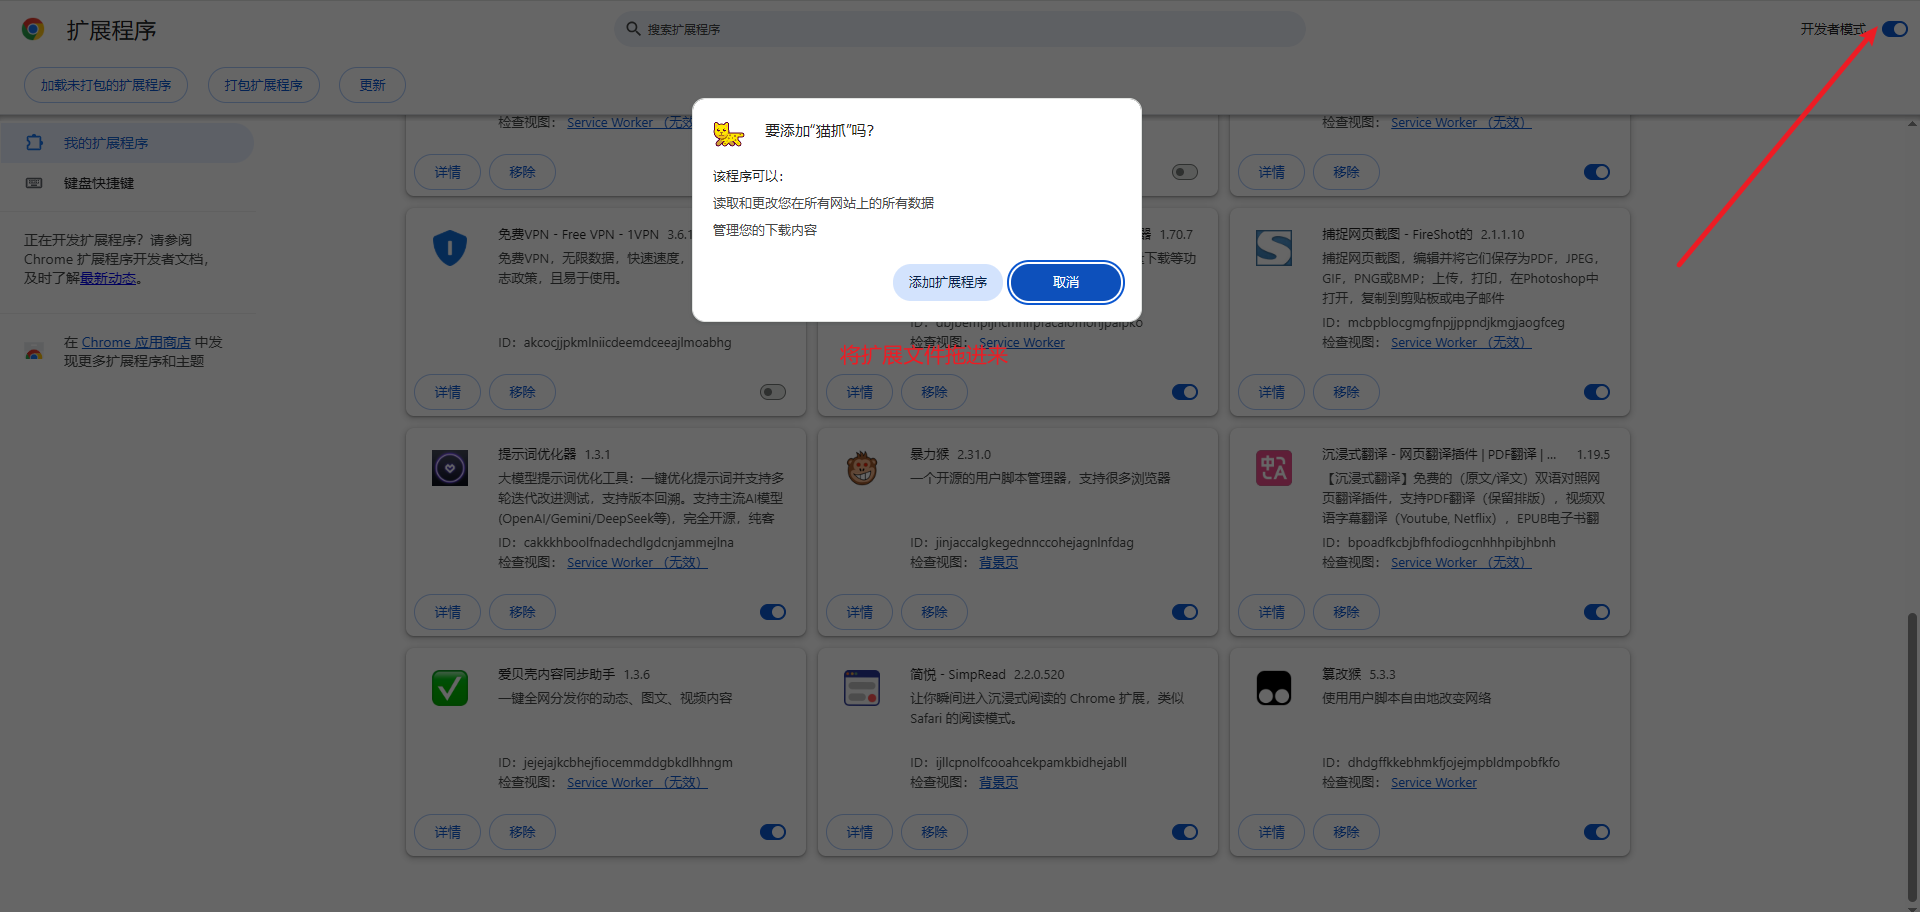 扩展程序
搜索扩展程序
开发者模式
加载未打包的扩展程序
打包扩展程序
更新
我的扩展程序
键盘快捷键
正在开发扩展程序？请参阅
Chrome 扩展程序开发者文档，
及时了解最新动态。
在 Chrome 应用商店 中发
现更多扩展程序和主题
要添加“猫抓”吗？
该程序可以：
读取和更改您在所有网站上的所有数据
管理您的下载内容
添加扩展程序
取消
将扩展文件拖进来
检查视图： Service Worker （无效
详情
移除
检查视图： Service Worker （无效）
详情
移除
免费VPN - Free VPN - 1VPN 3.6.1
免费VPN，无限数据，快速速度，
志政策，且易于使用。
ID：akcocjjpkmlniicdeemdceeajlmoabhg
详情
移除
器 1.70.7
下载等功
检查视图： Service Worker
详情
移除
捕捉网页截图 - FireShot的 2.1.1.10
捕捉网页截图，编辑并将它们保存为PDF，JPEG，
GIF，PNG或BMP；上传，打印，在Photoshop中
打开，复制到剪贴板或电子邮件
ID：mcbpblocgmgfnpjjppndjkmgjaogfceg
检查视图： Service Worker （无效）
详情
移除
提示词优化器 1.3.1
大模型提示词优化工具：一键优化提示词并支持多
轮迭代改进测试，支持版本回溯。支持主流AI模型
(OpenAI/Gemini/DeepSeek等)，完全开源，纯客
ID：cakkkhboolfnadechdlgdcnjammejlna
检查视图： Service Worker （无效）
详情
移除
暴力猴 2.31.0
一个开源的用户脚本管理器，支持很多浏览器
ID：jinjaccalgkegednnccohejagnlnfdag
检查视图： 背景页
详情
移除
沉浸式翻译 - 网页翻译插件 | PDF翻译 | ... 1.19.5
【沉浸式翻译】免费的（原文/译文）双语对照网
页翻译插件，支持PDF翻译（保留排版），视频双
语字幕翻译（Youtube, Netflix），EPUB电子书翻
ID：bpoadfkcbjbfhfodiogcnhhhpibjhbnh
检查视图： Service Worker （无效）
详情
移除
爱贝壳内容同步助手 1.3.6
一键全网分发你的动态、图文、视频内容
ID：jejejajkcbhejfiocemmddgbkdlhhngm
检查视图： Service Worker （无效）
详情
移除
简悦 - SimpRead 2.2.0.520
让你瞬间进入沉浸式阅读的 Chrome 扩展，类似
Safari 的阅读模式。
ID：ijllcpnolfcooahcekpamkbidhejabll
检查视图： 背景页
详情
移除
篡改猴 5.3.3
使用用户脚本自由地改变网络
ID：dhdgffkkebhmkfjojejmpbldmpobfkfo
检查视图： Service Worker
详情
移除